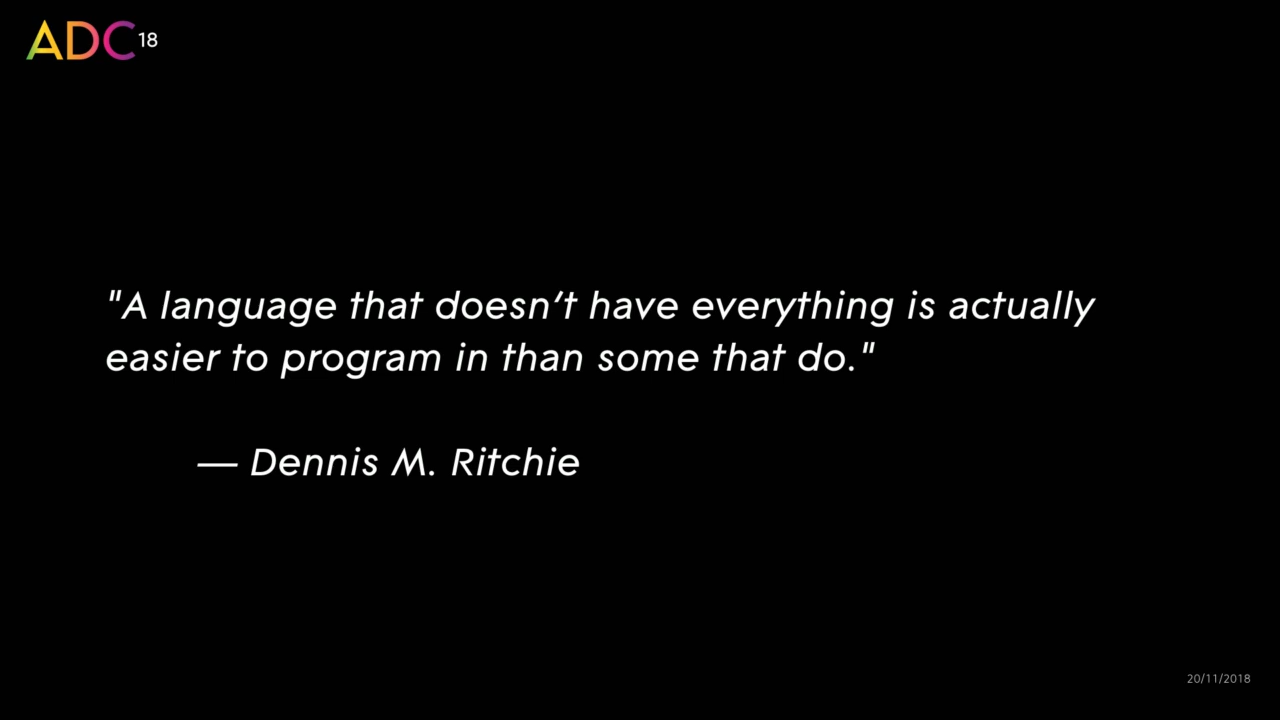 ADC18
"A language that doesn't have everything is actually
easier to program in than some that do."
— Dennis M. Ritchie
20/11/2018